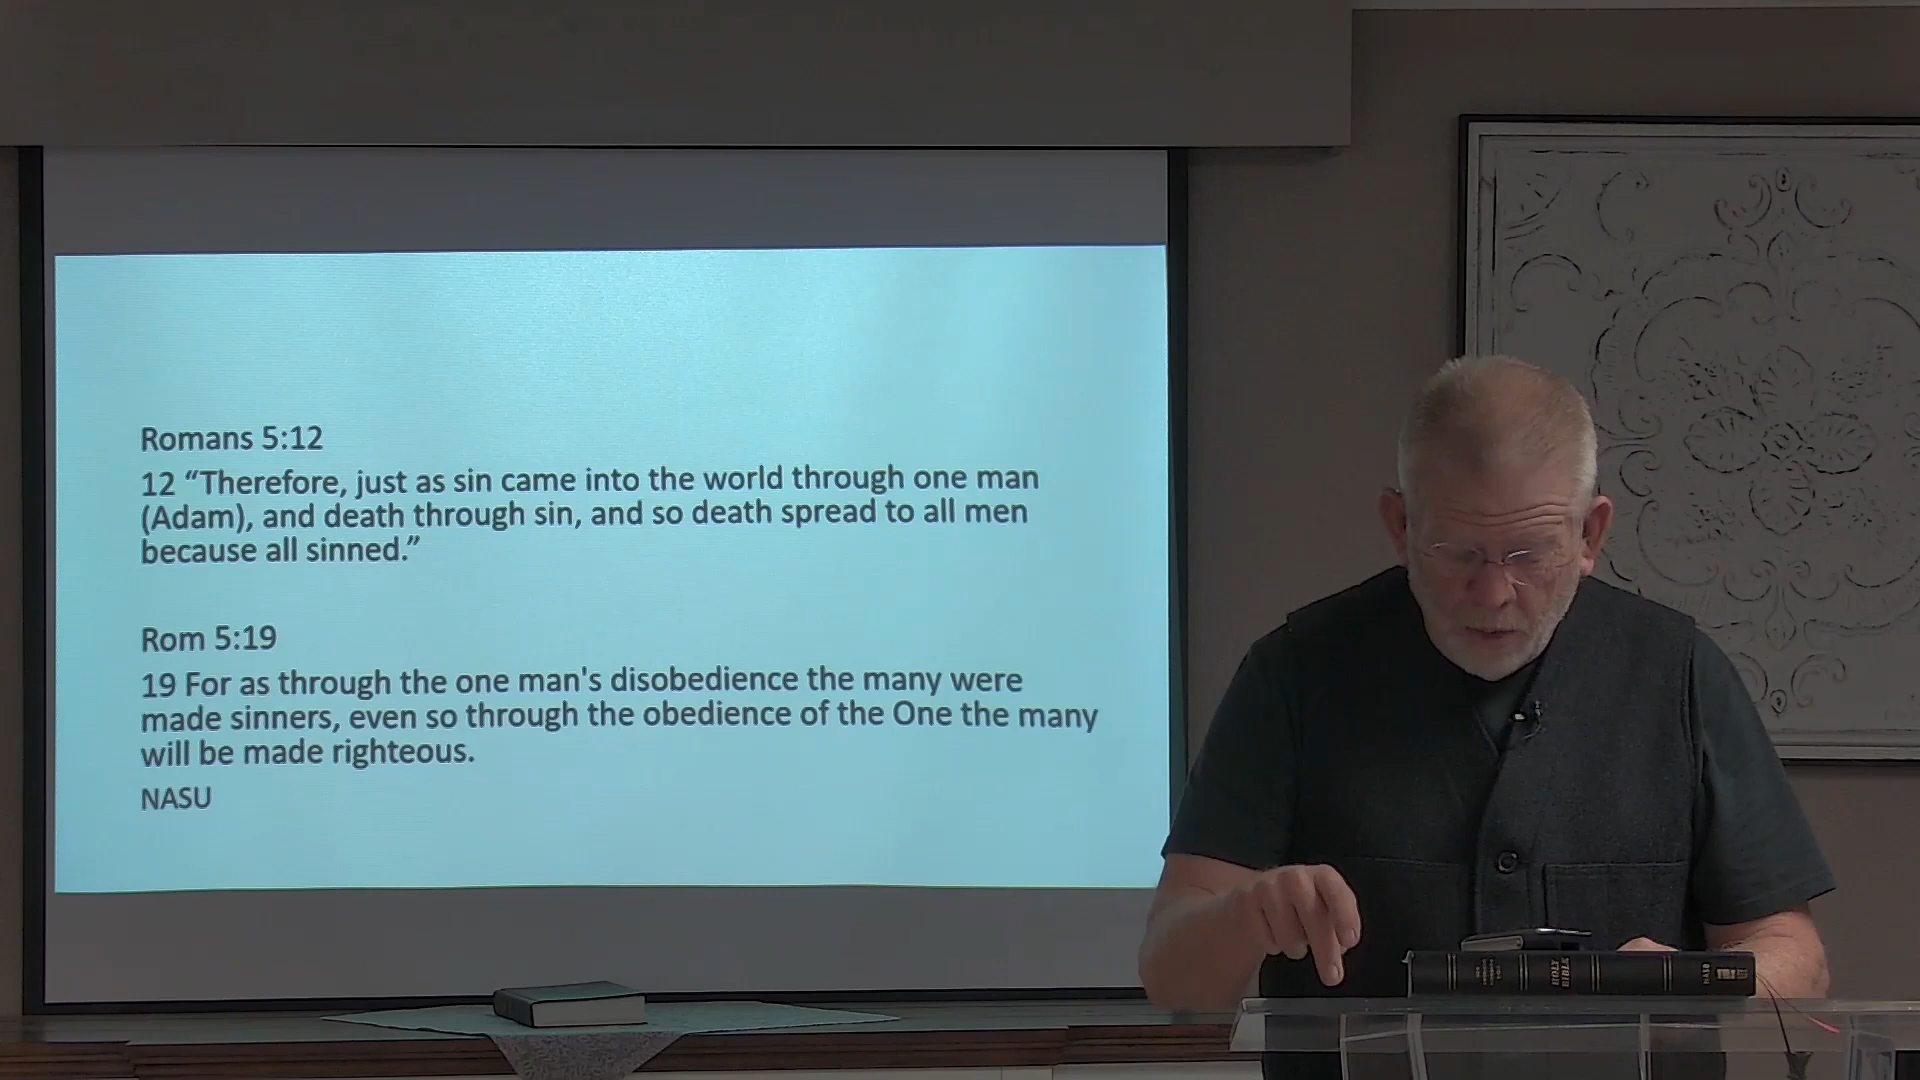 Romans 5:12
12 “Therefore, just as sin came into the world through one man
(Adam), and death through sin, and so death spread to all men
because all sinned.”
Rom 5:19
19 For as through the one man's disobedience the many were
made sinners, even so through the obedience of the One the many
will be made righteous.
NASU
HOLY
BIBLE
NASB